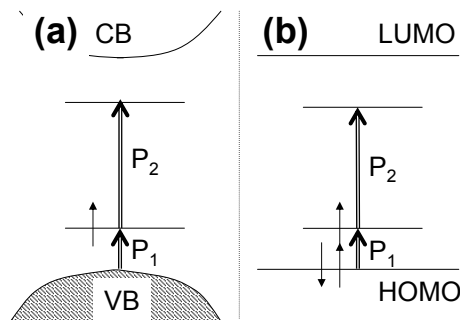 (a) CB
P₂
P₁
VB
(b) LUMO
P₂
P₁
HOMO